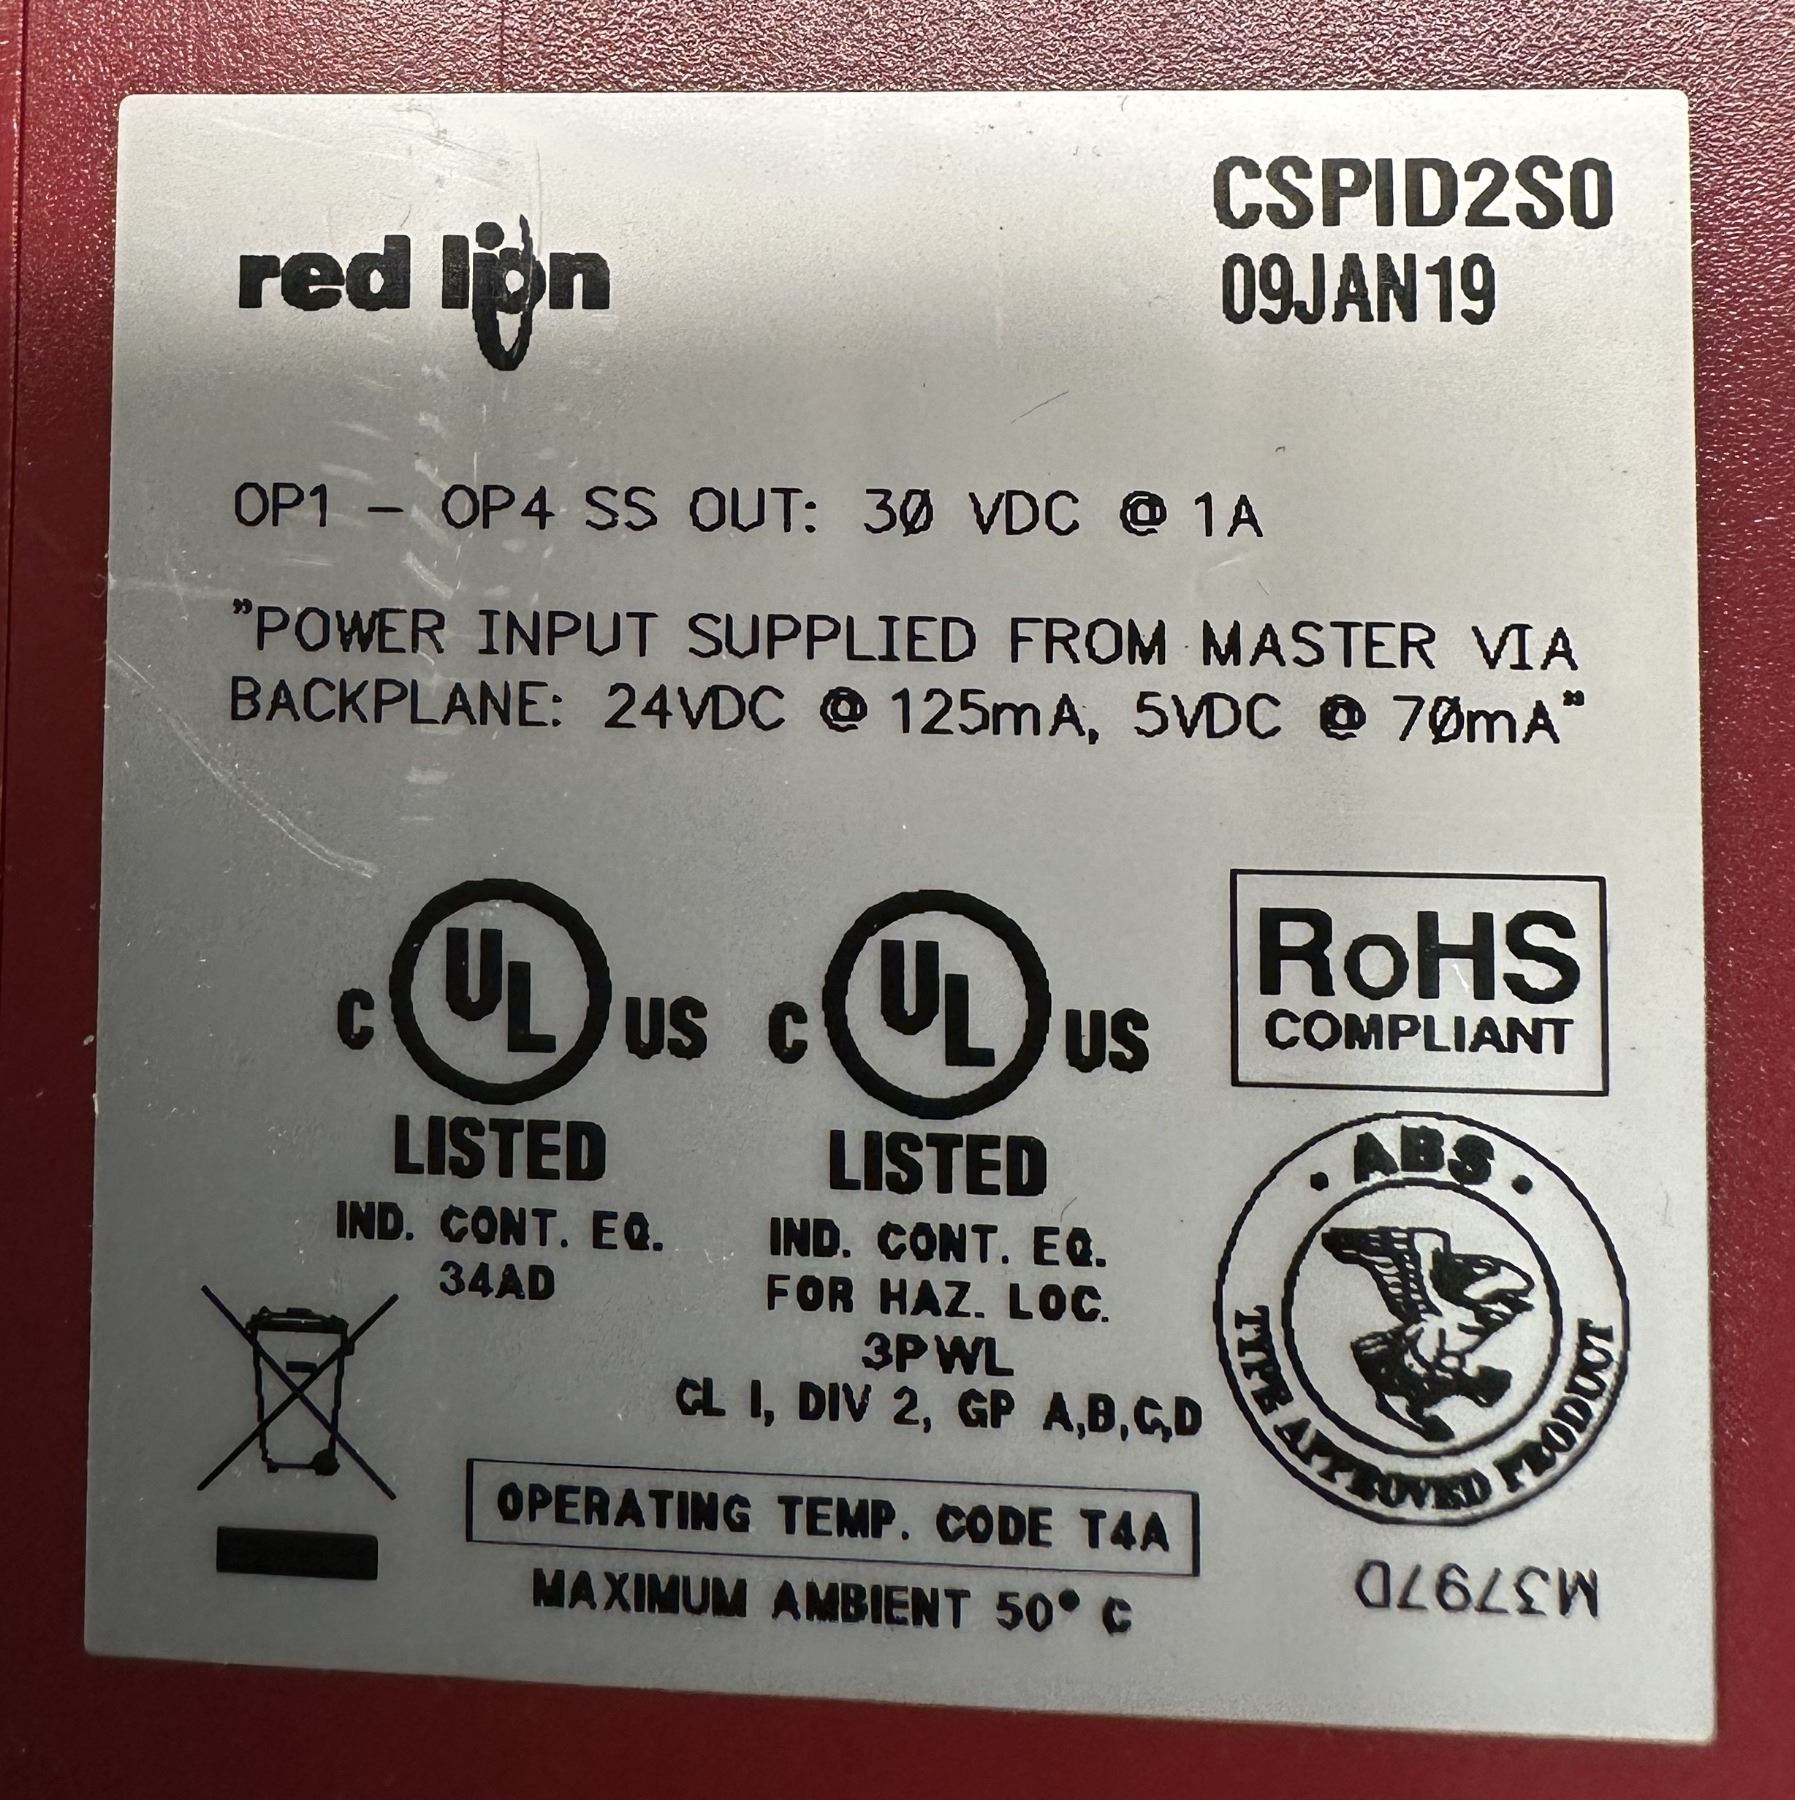 red lion
CSPID2S0
09JAN19
OP1 - OP4 SS OUT: 30 VDC @ 1A
"POWER INPUT SUPPLIED FROM MASTER VIA
BACKPLANE: 24VDC @ 125mA, 5VDC @ 70mA"
C UL US
LISTED
IND. CONT. EQ.
34AD
C UL US
LISTED
IND. CONT. EQ.
FOR HAZ. LOC.
3PWL
CL I, DIV 2, GP A,B,C,D
RoHS
COMPLIANT
· ABS ·
TYPE APPROVED PRODUCT
OPERATING TEMP. CODE T4A
MAXIMUM AMBIENT 50° C
M3797D